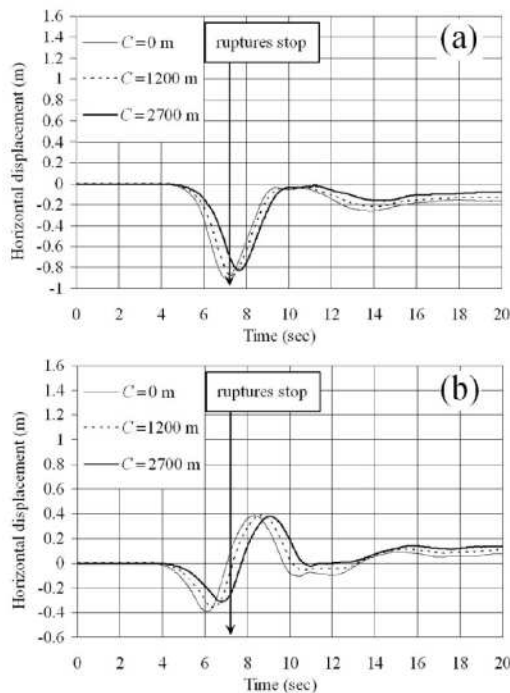 (a)
1.6
1.4
1.2
1
0.8
0.6
0.4
0.2
0
-0.2
-0.4
-0.6
-0.8
-1
Horizontal displacement (m)
C = 0 m
C = 1200 m
C = 2700 m
ruptures stop
0 2 4 6 8 10 12 14 16 18 20
Time (sec)
(b)
1.6
1.4
1.2
1
0.8
0.6
0.4
0.2
0
-0.2
-0.4
-0.6
Horizontal displacement (m)
C = 0 m
C = 1200 m
C = 2700 m
ruptures stop
0 2 4 6 8 10 12 14 16 18 20
Time (sec)